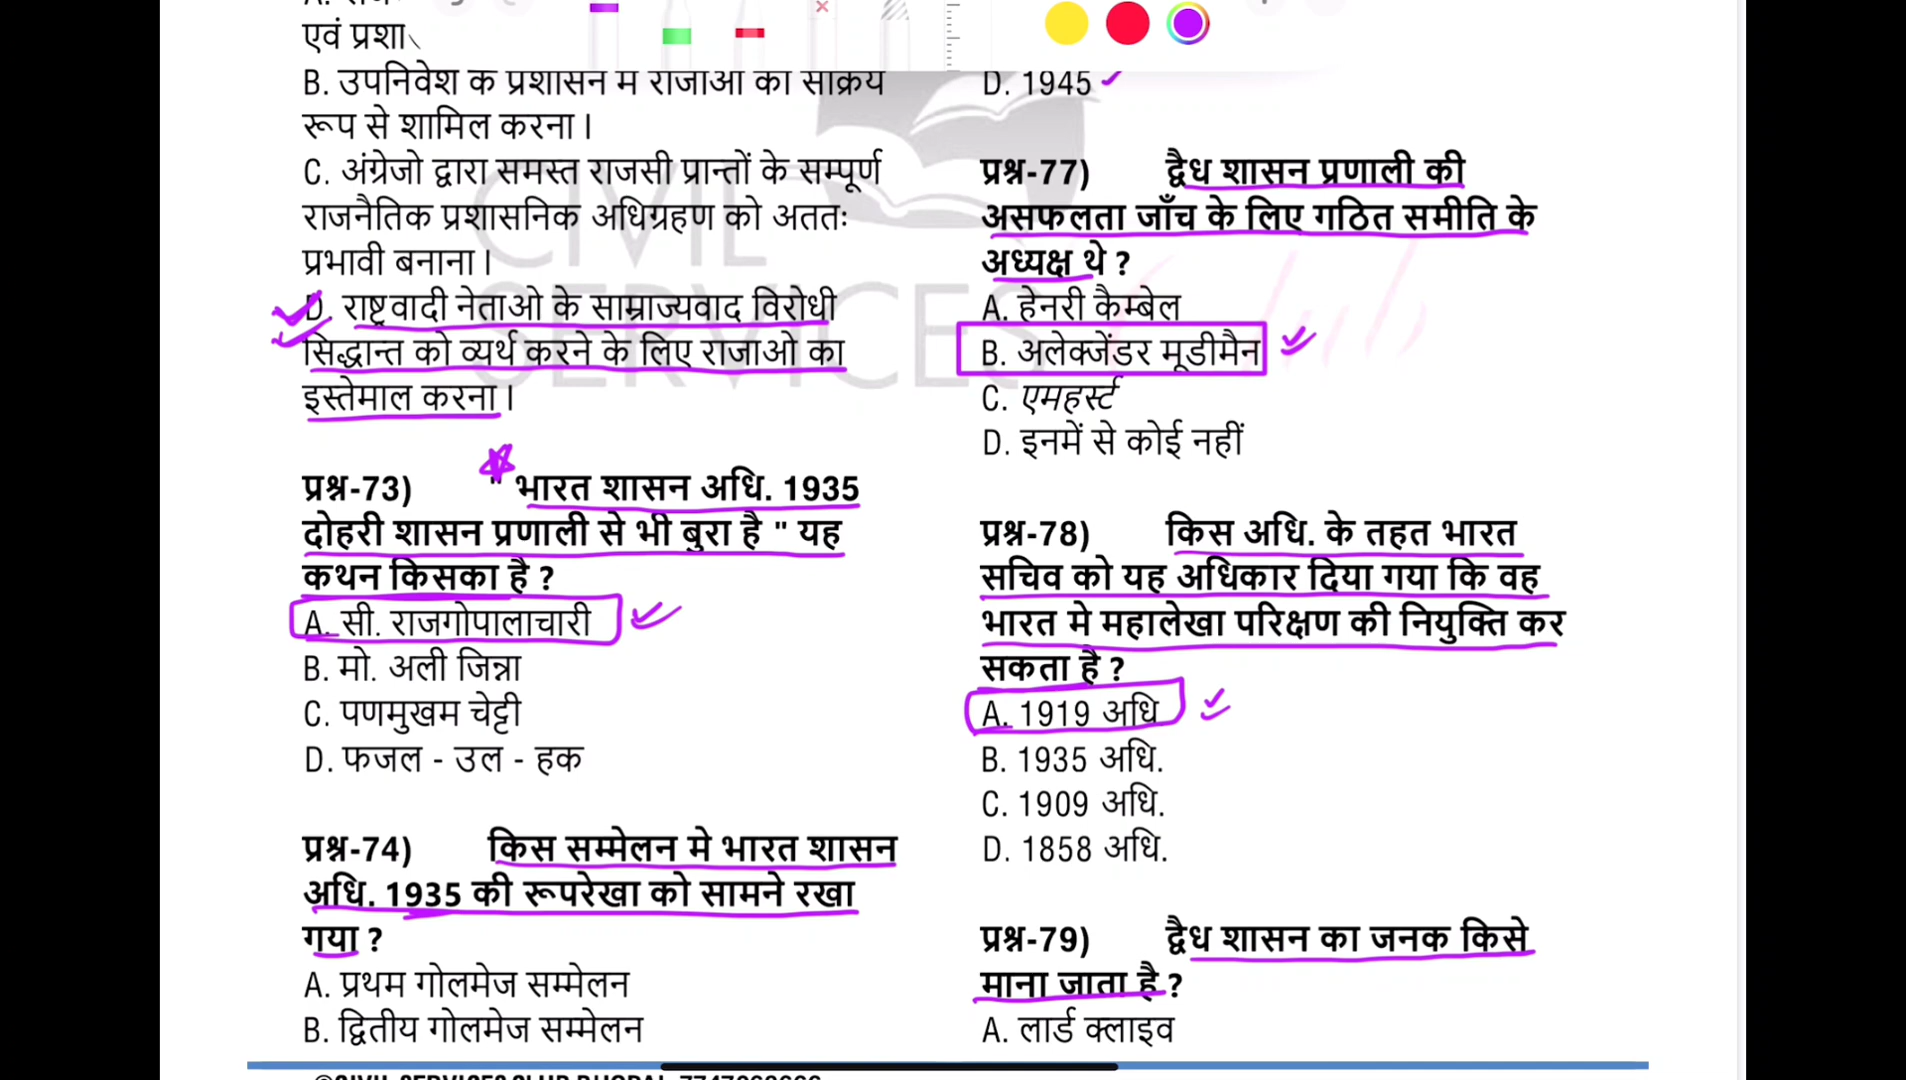 एवं प्रशा
B. उपनिवेश क प्रशासन म राजाआ का साक्रय
रूप से शामिल करना।
C. अंग्रेजो द्वारा समस्त राजसी प्रान्तों के सम्पूर्ण
राजनैतिक प्रशासनिक अधिग्रहण को अततः
प्रभावी बनाना।
D. राष्ट्रवादी नेताओ के साम्राज्यवाद विरोधी
सिद्धान्त को व्यर्थ करने के लिए राजाओ का
इस्तेमाल करना।
प्रश्न-73) " भारत शासन अधि. 1935
दोहरी शासन प्रणाली से भी बुरा है " यह
कथन किसका है ?
A. सी. राजगोपालाचारी
B. मो. अली जिन्ना
C. पणमुखम चेट्टी
D. फजल - उल - हक
प्रश्न-74) किस सम्मेलन मे भारत शासन
अधि. 1935 की रूपरेखा को सामने रखा
गया ?
A. प्रथम गोलमेज सम्मेलन
B. द्वितीय गोलमेज सम्मेलन
D. 1945
प्रश्न-77) द्वैध शासन प्रणाली की
असफलता जाँच के लिए गठित समीति के
अध्यक्ष थे ?
A. हेनरी कैम्बेल
B. अलेक्जेंडर मूडीमैन
C. एमहर्स्ट
D. इनमें से कोई नहीं
प्रश्न-78) किस अधि. के तहत भारत
सचिव को यह अधिकार दिया गया कि वह
भारत मे महालेखा परिक्षण की नियुक्ति कर
सकता है ?
A. 1919 अधि
B. 1935 अधि.
C. 1909 अधि.
D. 1858 अधि.
प्रश्न-79) द्वैध शासन का जनक किसे
माना जाता है ?
A. लार्ड क्लाइव
CIVIL
SERVICES